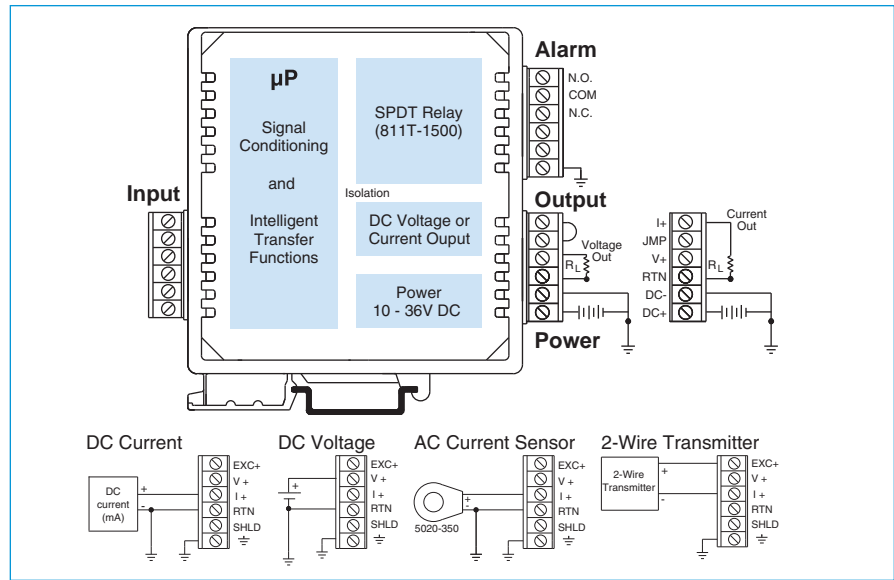 Alarm
N.O.
COM
N.C.
µP
Signal
Conditioning
and
Intelligent
Transfer
Functions
SPDT Relay
(811T-1500)
Isolation
DC Voltage or
Current Ouput
Power
10 - 36V DC
Input
Output
Voltage
Out
RL
Power
I+
JMP
V+
RTN
DC-
DC+
Current
Out
RL
DC Current
DC
current
(mA)
+
-
EXC+
V +
I +
RTN
SHLD
DC Voltage
+
EXC+
V +
I +
RTN
SHLD
AC Current Sensor
5020-350
+
-
EXC+
V +
I +
RTN
SHLD
2-Wire Transmitter
2-Wire
Transmitter
+
-
EXC+
V +
I +
RTN
SHLD